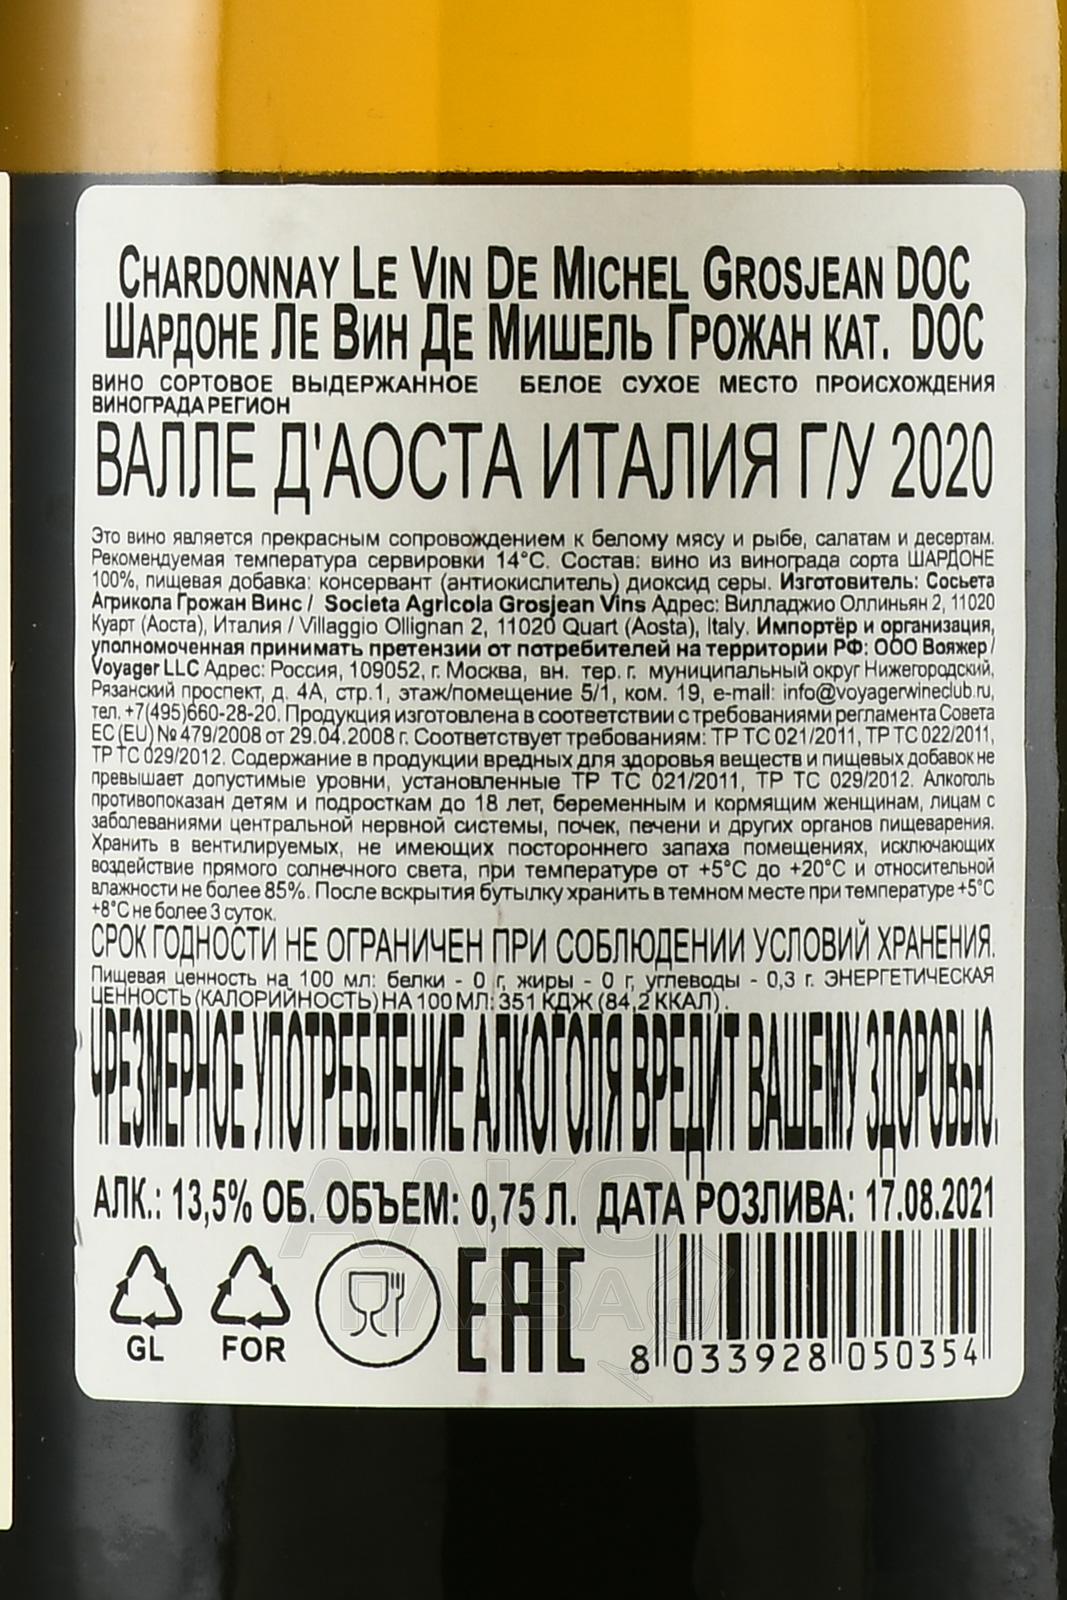 CHARDONNAY LE VIN DE MICHEL GROSJEAN DOC
ШАРДОНЕ ЛЕ ВИН ДЕ МИШЕЛЬ ГРОЖАН КАТ. DOC
ВИНО СОРТОВОЕ ВЫДЕРЖАННОЕ БЕЛОЕ СУХОЕ МЕСТО ПРОИСХОЖДЕНИЯ
ВИНОГРАДА РЕГИОН
ВАЛЛЕ Д'АОСТА ИТАЛИЯ Г/У 2020
Это вино является прекрасным сопровождением к белому мясу и рыбе, салатам и десертам.
Рекомендуемая температура сервировки 14°С. Состав: вино из винограда сорта ШАРДОНЕ
100%, пищевая добавка: консервант (антиокислитель) диоксид серы. Изготовитель: Сосьета
Агрикола Грожан Винс / Societa Agricola Grosjean Vins Адрес: Вилладжио Оллиньян 2, 11020
Куарт (Аоста), Италия / Villaggio Ollignan 2, 11020 Quart (Aosta), Italy. Импортёр и организация,
уполномоченная принимать претензии от потребителей на территории РФ: ООО Вояжер /
Voyager LLC Адрес: Россия, 109052, г. Москва, вн. тер. г. муниципальный округ Нижегородский,
Рязанский проспект, д. 4А, стр.1, этаж/помещение 5/1, ком. 19, e-mail: info@voyagerwineclub.ru,
тел. +7(495)660-28-20. Продукция изготовлена в соответствии с требованиями регламента Совета
ЕС (EU) № 479/2008 от 29.04.2008 г. Соответствует требованиям: ТР ТС 021/2011, ТР ТС 022/2011,
ТР ТС 029/2012. Содержание в продукции вредных для здоровья веществ и пищевых добавок не
превышает допустимые уровни, установленные ТР ТС 021/2011, ТР ТС 029/2012. Алкоголь
противопоказан детям и подросткам до 18 лет, беременным и кормящим женщинам, лицам с
заболеваниями центральной нервной системы, почек, печени и других органов пищеварения.
Хранить в вентилируемых, не имеющих постороннего запаха помещениях, исключающих
воздействие прямого солнечного света, при температуре от +5°С до +20°С и относительной
влажности не более 85%. После вскрытия бутылку хранить в темном месте при температуре +5°С
+8°С не более 3 суток.
СРОК ГОДНОСТИ НЕ ОГРАНИЧЕН ПРИ СОБЛЮДЕНИИ УСЛОВИЙ ХРАНЕНИЯ.
Пищевая ценность на 100 мл: белки - 0 г, жиры - 0 г, углеводы - 0,3 г. ЭНЕРГЕТИЧЕСКАЯ
ЦЕННОСТЬ (КАЛОРИЙНОСТЬ) НА 100 МЛ: 351 КДЖ (84,2 ККАЛ).
ЧРЕЗМЕРНОЕ УПОТРЕБЛЕНИЕ АЛКОГОЛЯ ВРЕДИТ ВАШЕМУ ЗДОРОВЬЮ.
АЛК.: 13,5% ОБ. ОБЪЕМ: 0,75 Л. ДАТА РОЗЛИВА: 17.08.2021
GL FOR EAC 8 033928 050354
АЛКО
ПЛАЗА